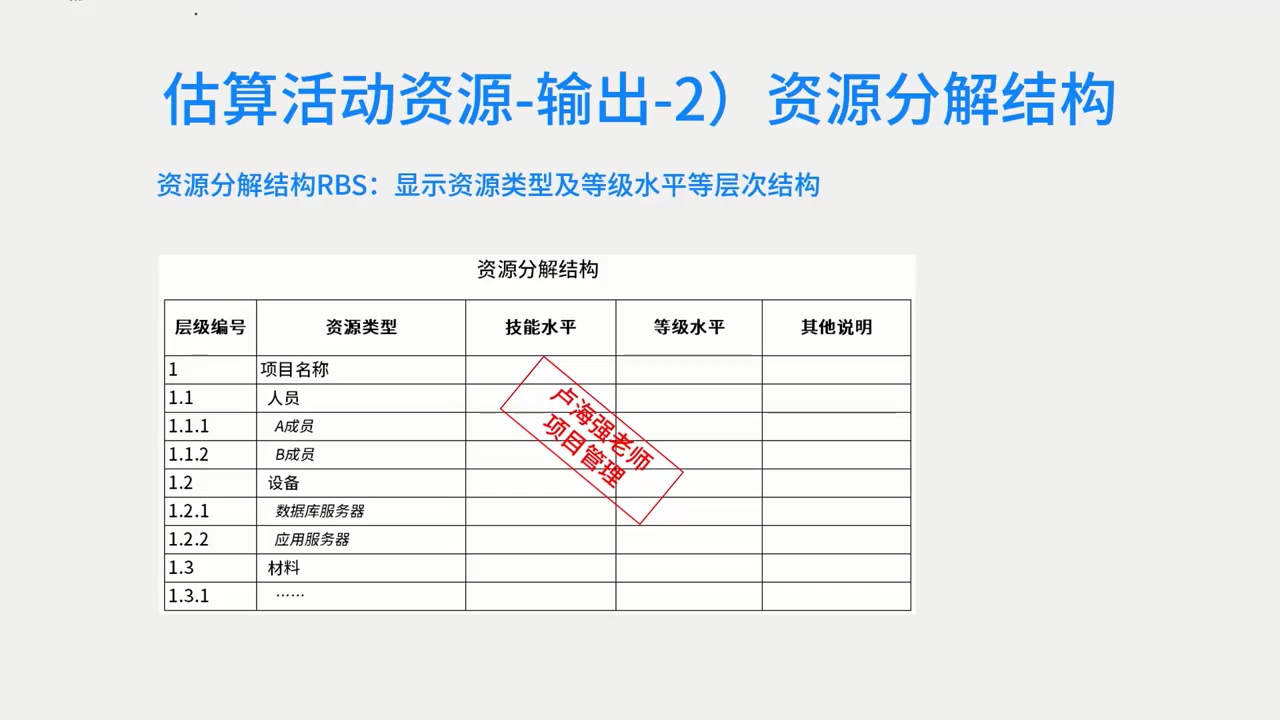 估算活动资源-输出-2）资源分解结构
资源分解结构RBS：显示资源类型及等级水平等层次结构
资源分解结构
层级编号 资源类型 技能水平 等级水平 其他说明
1 项目名称
1.1 人员
1.1.1 A成员
1.1.2 B成员
1.2 设备
1.2.1 数据库服务器
1.2.2 应用服务器
1.3 材料
1.3.1 ……
卢海强老师
项目管理